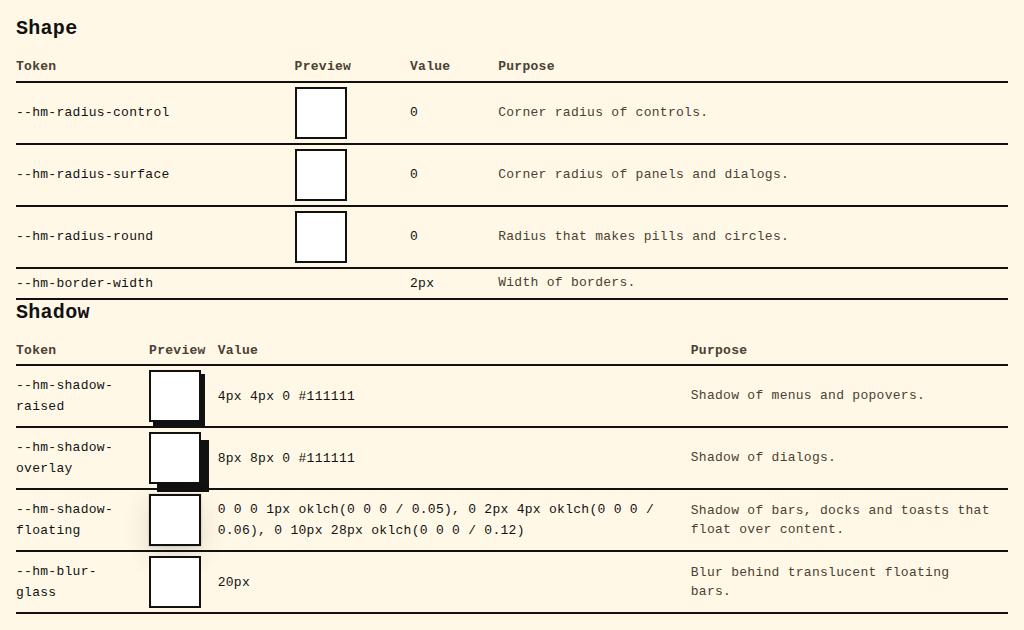 Shape
Token Preview Value Purpose
--hm-radius-control 0 Corner radius of controls.
--hm-radius-surface 0 Corner radius of panels and dialogs.
--hm-radius-round 0 Radius that makes pills and circles.
--hm-border-width 2px Width of borders.
Shadow
Token Preview Value Purpose
--hm-shadow-
raised
4px 4px 0 #111111
Shadow of menus and popovers.
--hm-shadow-
overlay
8px 8px 0 #111111
Shadow of dialogs.
--hm-shadow-
floating
0 0 0 1px oklch(0 0 0 / 0.05), 0 2px 4px oklch(0 0 0 /
0.06), 0 10px 28px oklch(0 0 0 / 0.12)
Shadow of bars, docks and toasts that
float over content.
--hm-blur-
glass
20px
Blur behind translucent floating
bars.